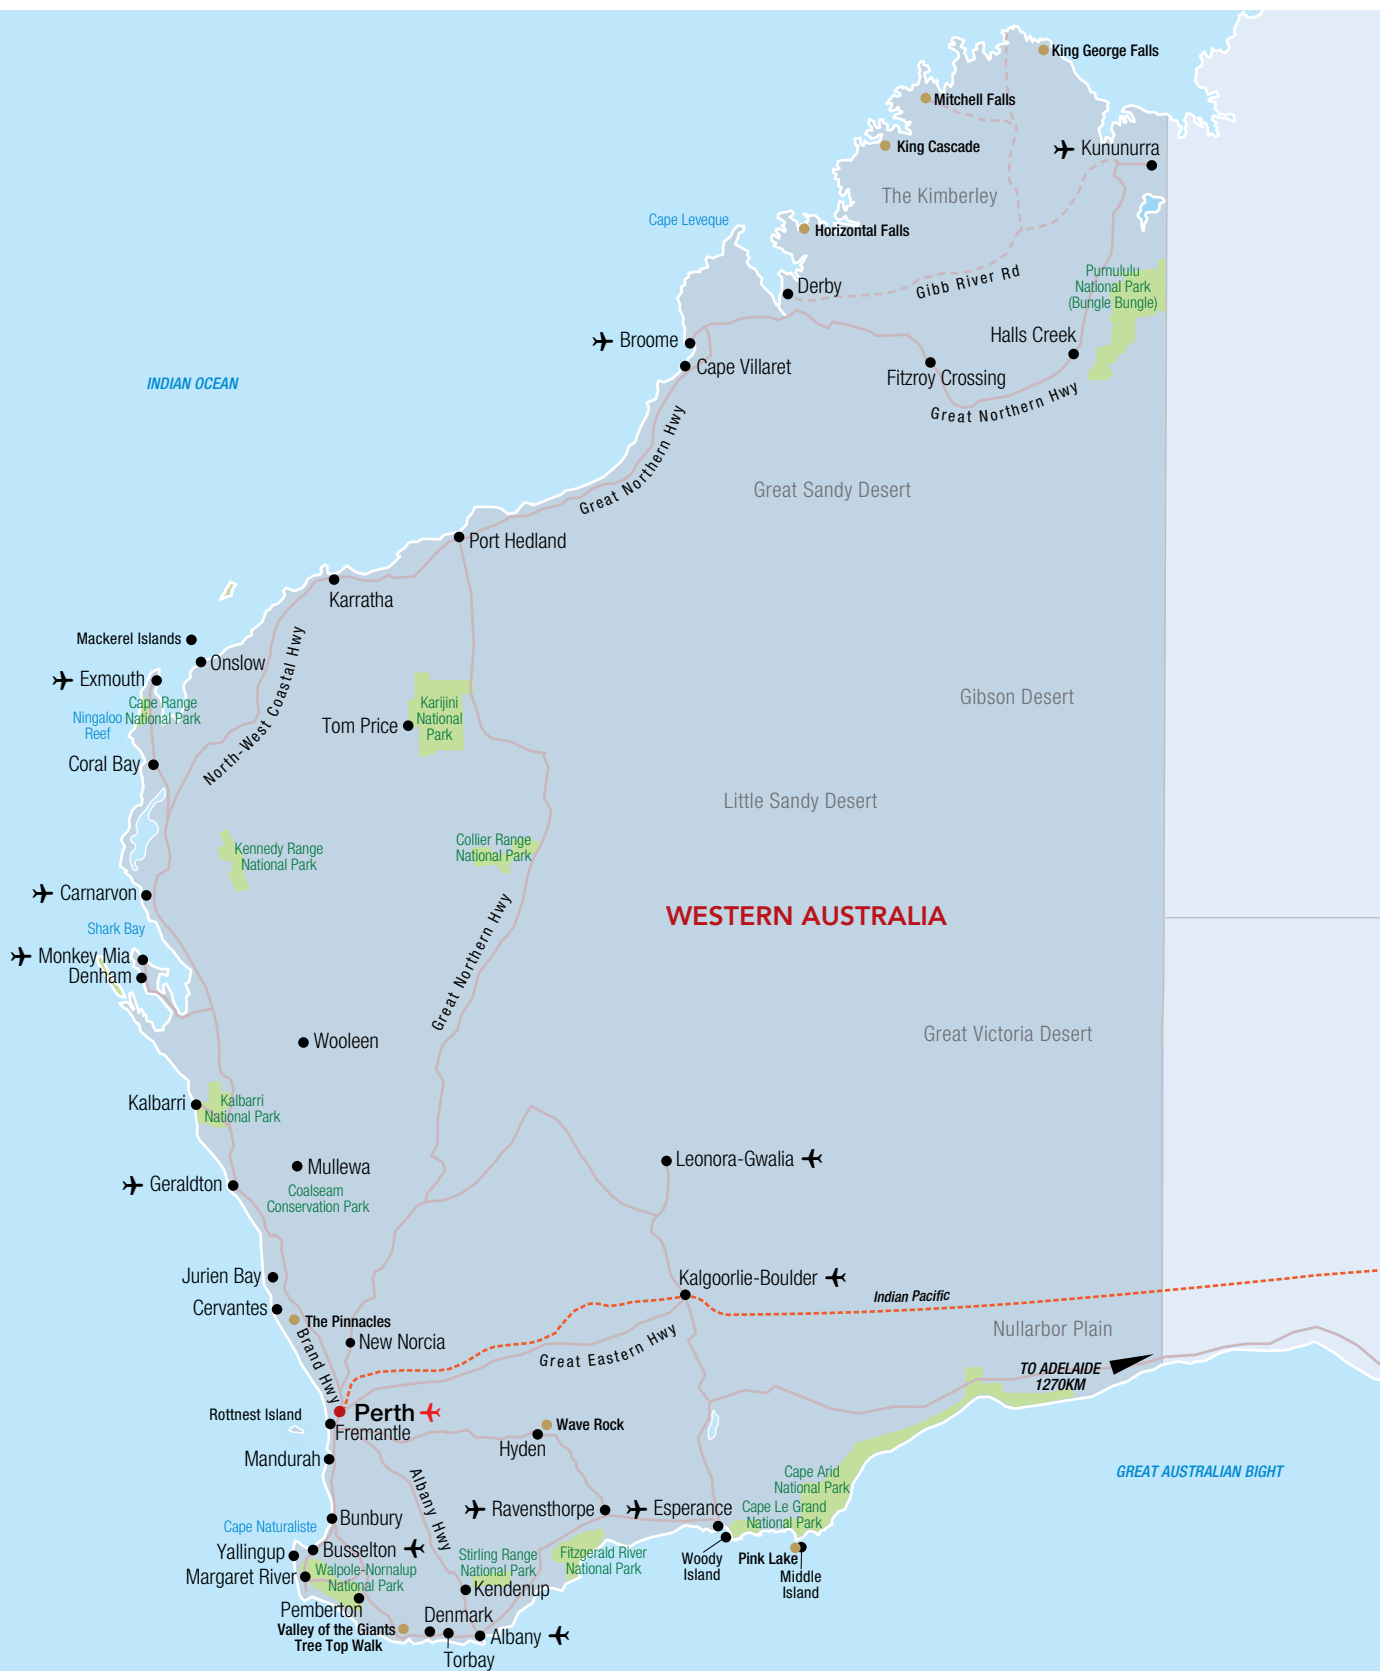 King George Falls
Mitchell Falls
King Cascade
Kununurra
The Kimberley
Cape Leveque
Horizontal Falls
Gibb River Rd
Purnululu
National Park
(Bungle Bungle)
Derby
Halls Creek
Broome
Cape Villaret
Fitzroy Crossing
Great Northern Hwy
INDIAN OCEAN
Great Northern Hwy
Great Sandy Desert
Port Hedland
Karratha
Mackerel Islands
Onslow
North-West Coastal Hwy
Exmouth
Cape Range
National Park
Ningaloo
Reef
Karijini
National
Park
Tom Price
Gibson Desert
Coral Bay
Little Sandy Desert
Kennedy Range
National Park
Collier Range
National Park
Carnarvon
WESTERN AUSTRALIA
Shark Bay
Monkey Mia
Denham
Great Northern Hwy
Wooleen
Great Victoria Desert
Kalbarri
Kalbarri
National Park
Mullewa
Leonora-Gwalia
Geraldton
Coalseam
Conservation Park
Jurien Bay
Kalgoorlie-Boulder
Indian Pacific
Cervantes
The Pinnacles
New Norcia
Brand Hwy
Great Eastern Hwy
Nullarbor Plain
TO ADELAIDE
1270KM
Rottnest Island
Perth
Fremantle
Wave Rock
Hyden
Mandurah
Albany Hwy
Cape Arid
National Park
GREAT AUSTRALIAN BIGHT
Ravensthorpe
Esperance
Cape Le Grand
National Park
Bunbury
Cape Naturaliste
Busselton
Yallingup
Stirling Range
National Park
Fitzgerald River
National Park
Woody
Island
Pink Lake
Middle
Island
Margaret River
Walpole-Nornalup
National Park
Kendenup
Pemberton
Denmark
Valley of the Giants
Tree Top Walk
Albany
Torbay